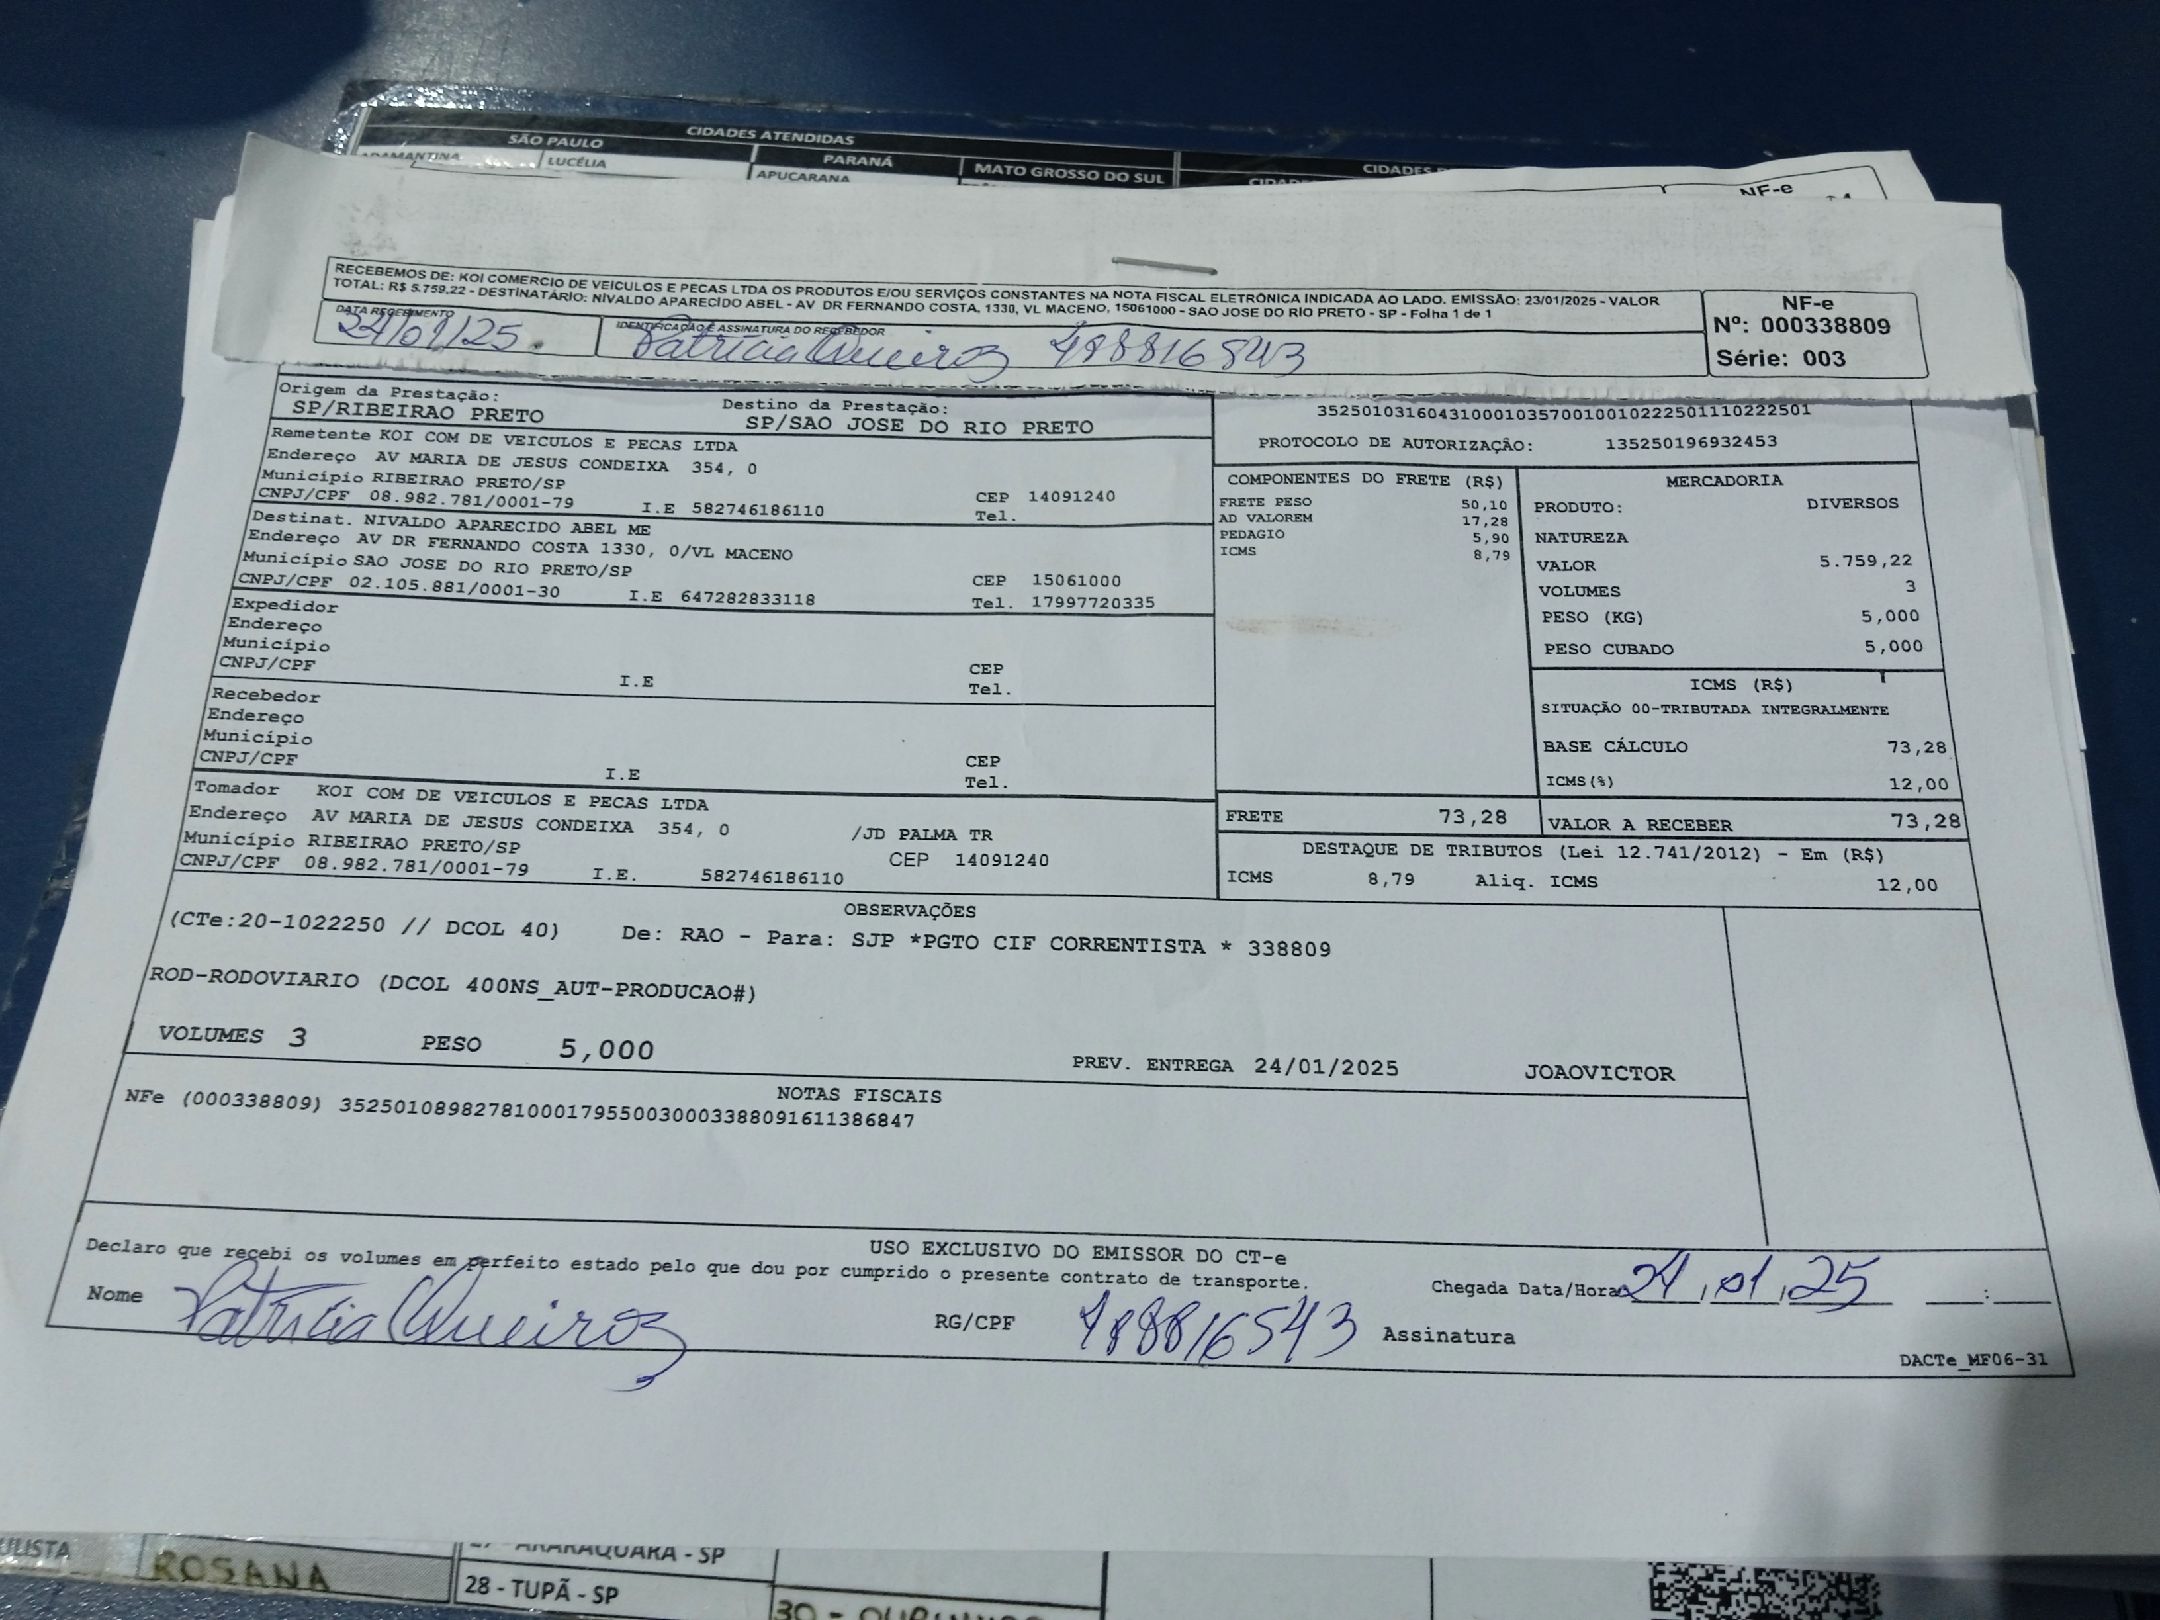 CIDADES ATENDIDAS
SÃO PAULO
PARANÁ
MATO GROSSO DO SUL
ADAMANTINA
LUCÉLIA
APUCARANA
NF-e
RECEBEMOS DE: KOI COMERCIO DE VEICULOS E PECAS LTDA OS PRODUTOS E/OU SERVIÇOS CONSTANTES NA NOTA FISCAL ELETRÔNICA INDICADA AO LADO. EMISSÃO: 23/01/2025 - VALOR
TOTAL: R$ 5.759,22 - DESTINATÁRIO: NIVALDO APARECIDO ABEL - AV DR FERNANDO COSTA, 1330, VL MACENO, 15061000 - SAO JOSE DO RIO PRETO - SP - Folha 1 de 1
DATA RECEBIMENTO
24/01/25.
IDENTIFICAÇÃO E ASSINATURA DO RECEBEDOR
Patricia Queiroz 488816543
NF-e
Nº: 000338809
Série: 003
Origem da Prestação:
SP/RIBEIRAO PRETO
Destino da Prestação:
SP/SAO JOSE DO RIO PRETO
35250103160431000103570010010222501110222501
PROTOCOLO DE AUTORIZAÇÃO: 135250196932453
Remetente KOI COM DE VEICULOS E PECAS LTDA
Endereço AV MARIA DE JESUS CONDEIXA 354, 0
Município RIBEIRAO PRETO/SP
CEP 14091240
CNPJ/CPF 08.982.781/0001-79 I.E 582746186110 Tel.
Destinat. NIVALDO APARECIDO ABEL ME
Endereço AV DR FERNANDO COSTA 1330, 0/VL MACENO
Município SAO JOSE DO RIO PRETO/SP
CEP 15061000
CNPJ/CPF 02.105.881/0001-30 I.E 647282833118 Tel. 17997720335
Expedidor
Endereço
Município
CEP
CNPJ/CPF I.E Tel.
Recebedor
Endereço
Município
CEP
CNPJ/CPF I.E Tel.
Tomador KOI COM DE VEICULOS E PECAS LTDA
Endereço AV MARIA DE JESUS CONDEIXA 354, 0 /JD PALMA TR
Município RIBEIRAO PRETO/SP CEP 14091240
CNPJ/CPF 08.982.781/0001-79 I.E. 582746186110
COMPONENTES DO FRETE (R$)
FRETE PESO 50,10
AD VALOREM 17,28
PEDAGIO 5,90
ICMS 8,79
MERCADORIA
PRODUTO: DIVERSOS
NATUREZA
VALOR 5.759,22
VOLUMES 3
PESO (KG) 5,000
PESO CUBADO 5,000
ICMS (R$)
SITUAÇÃO 00-TRIBUTADA INTEGRALMENTE
BASE CÁLCULO 73,28
ICMS(%) 12,00
FRETE 73,28
VALOR A RECEBER 73,28
DESTAQUE DE TRIBUTOS (Lei 12.741/2012) - Em (R$)
ICMS 8,79 Aliq. ICMS 12,00
OBSERVAÇÕES
(CTe:20-1022250 // DCOL 40) De: RAO - Para: SJP *PGTO CIF CORRENTISTA * 338809
ROD-RODOVIARIO (DCOL 400NS_AUT-PRODUCAO#)
VOLUMES 3 PESO 5,000 PREV. ENTREGA 24/01/2025 JOAOVICTOR
NOTAS FISCAIS
NFe (000338809) 35250108982781000179550030003388091611386847
USO EXCLUSIVO DO EMISSOR DO CT-e
Declaro que recebi os volumes em perfeito estado pelo que dou por cumprido o presente contrato de transporte.
Chegada Data/Hora 24/01/25 :
Nome Patricia Queiroz RG/CPF 488816543 Assinatura
DACTe_MF06-31
ROSANA
28 - TUPÃ - SP